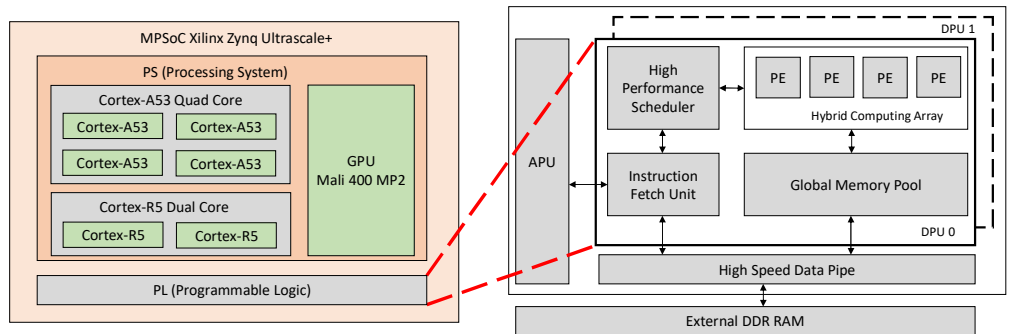 MPSoC Xilinx Zynq Ultrascale+
PS (Processing System)
Cortex-A53 Quad Core
Cortex-A53
Cortex-A53
Cortex-A53
Cortex-A53
Cortex-R5 Dual Core
Cortex-R5
Cortex-R5
GPU
Mali 400 MP2
PL (Programmable Logic)
DPU 1
APU
High
Performance
Scheduler
PE
PE
PE
PE
Hybrid Computing Array
Instruction
Fetch Unit
Global Memory Pool
DPU 0
High Speed Data Pipe
External DDR RAM